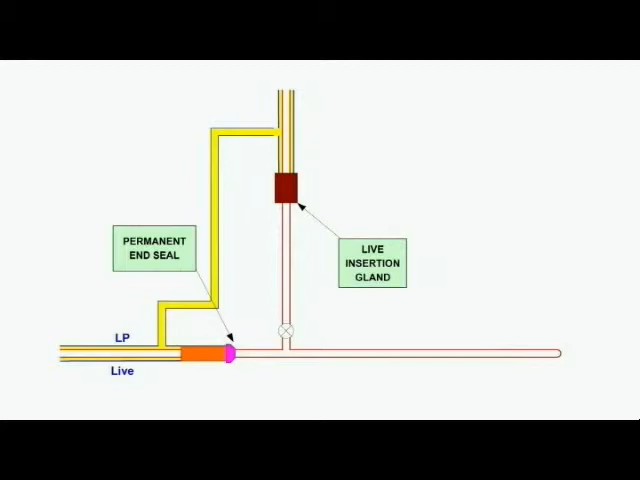 PERMANENT
END SEAL
LIVE
INSERTION
GLAND
LP
Live